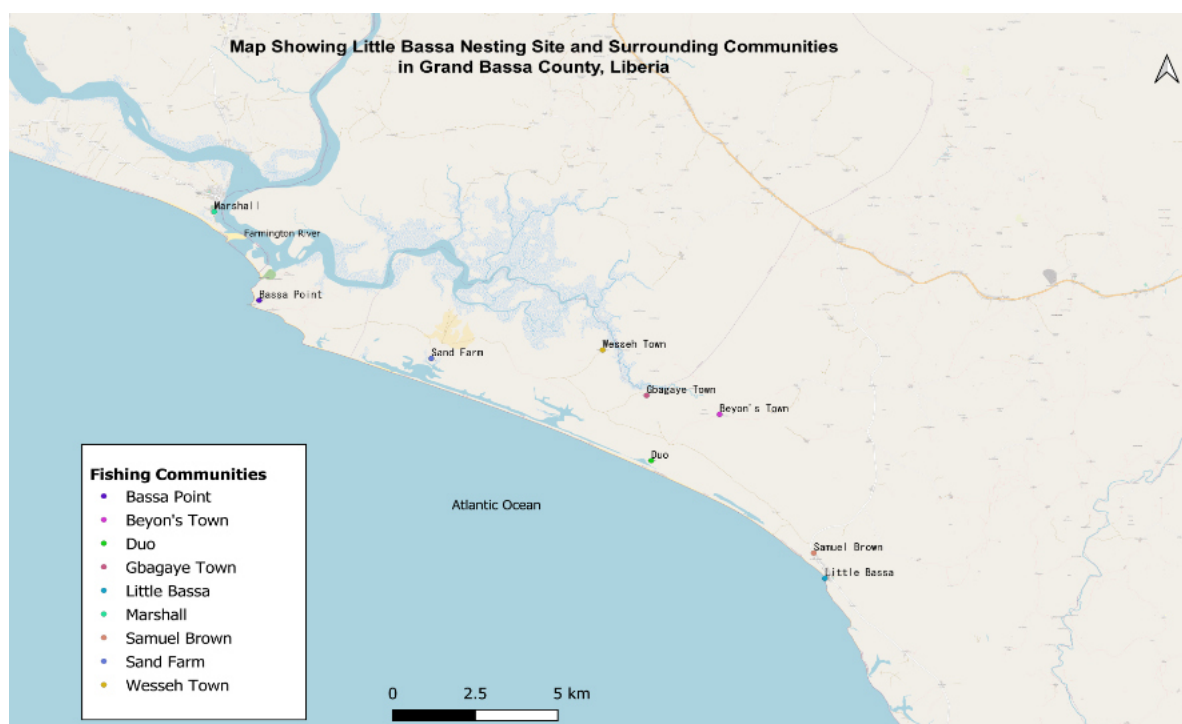 Map Showing Little Bassa Nesting Site and Surrounding Communities
in Grand Bassa County, Liberia
Marshall
Farmington River
Bassa Point
Sand Farm
Wesseh Town
Gbagaye Town
Beyon's Town
Duo
Samuel Brown
Little Bassa
Atlantic Ocean
Fishing Communities
Bassa Point
Beyon's Town
Duo
Gbagaye Town
Little Bassa
Marshall
Samuel Brown
Sand Farm
Wesseh Town
0 2.5 5 km